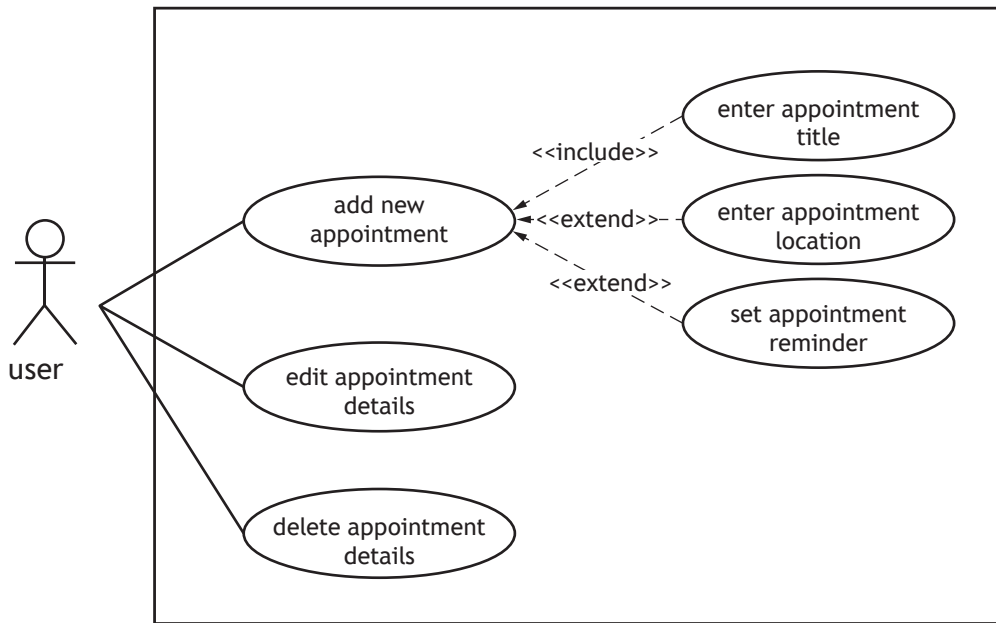 enter appointment
title
<<include>>
add new
appointment
<<extend>>
enter appointment
location
<<extend>>
set appointment
reminder
user
edit appointment
details
delete appointment
details